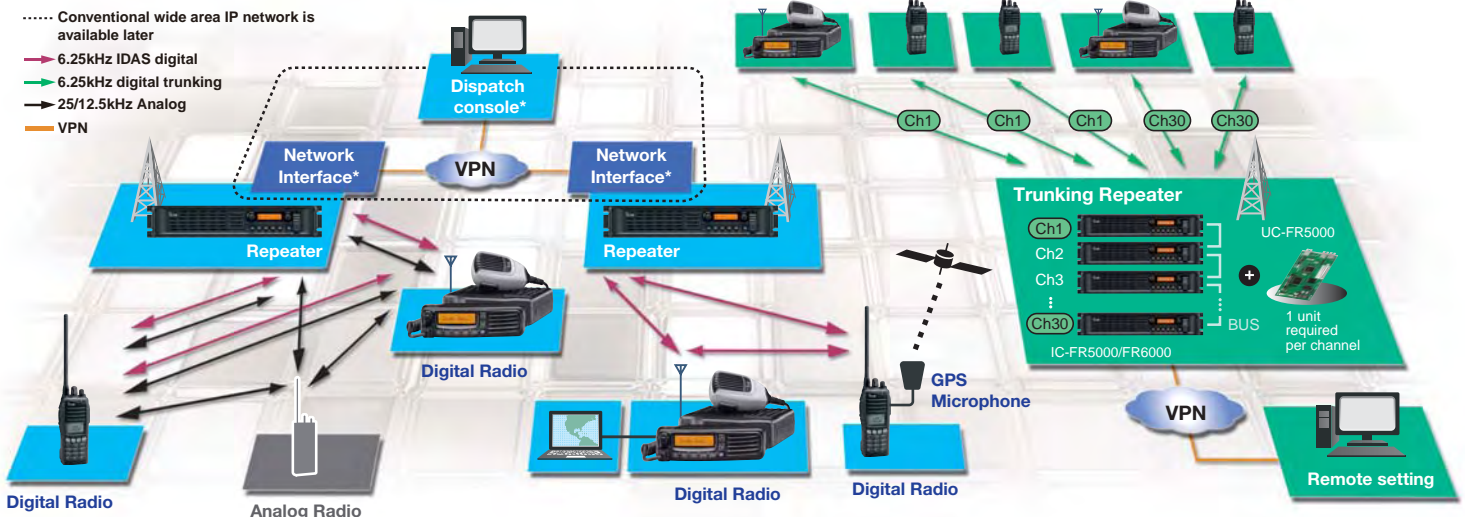 Conventional wide area IP network is
available later
6.25kHz IDAS digital
6.25kHz digital trunking
25/12.5kHz Analog
VPN
Dispatch
console*
Network
Interface*
VPN
Network
Interface*
Repeater
Repeater
Digital Radio
Digital Radio
Analog Radio
Digital Radio
GPS
Microphone
Digital Radio
Ch1
Ch1
Ch1
Ch30
Ch30
Trunking Repeater
Ch1
Ch2
Ch3
Ch30
IC-FR5000/FR6000
BUS
UC-FR5000
+
1 unit
required
per channel
VPN
Remote setting